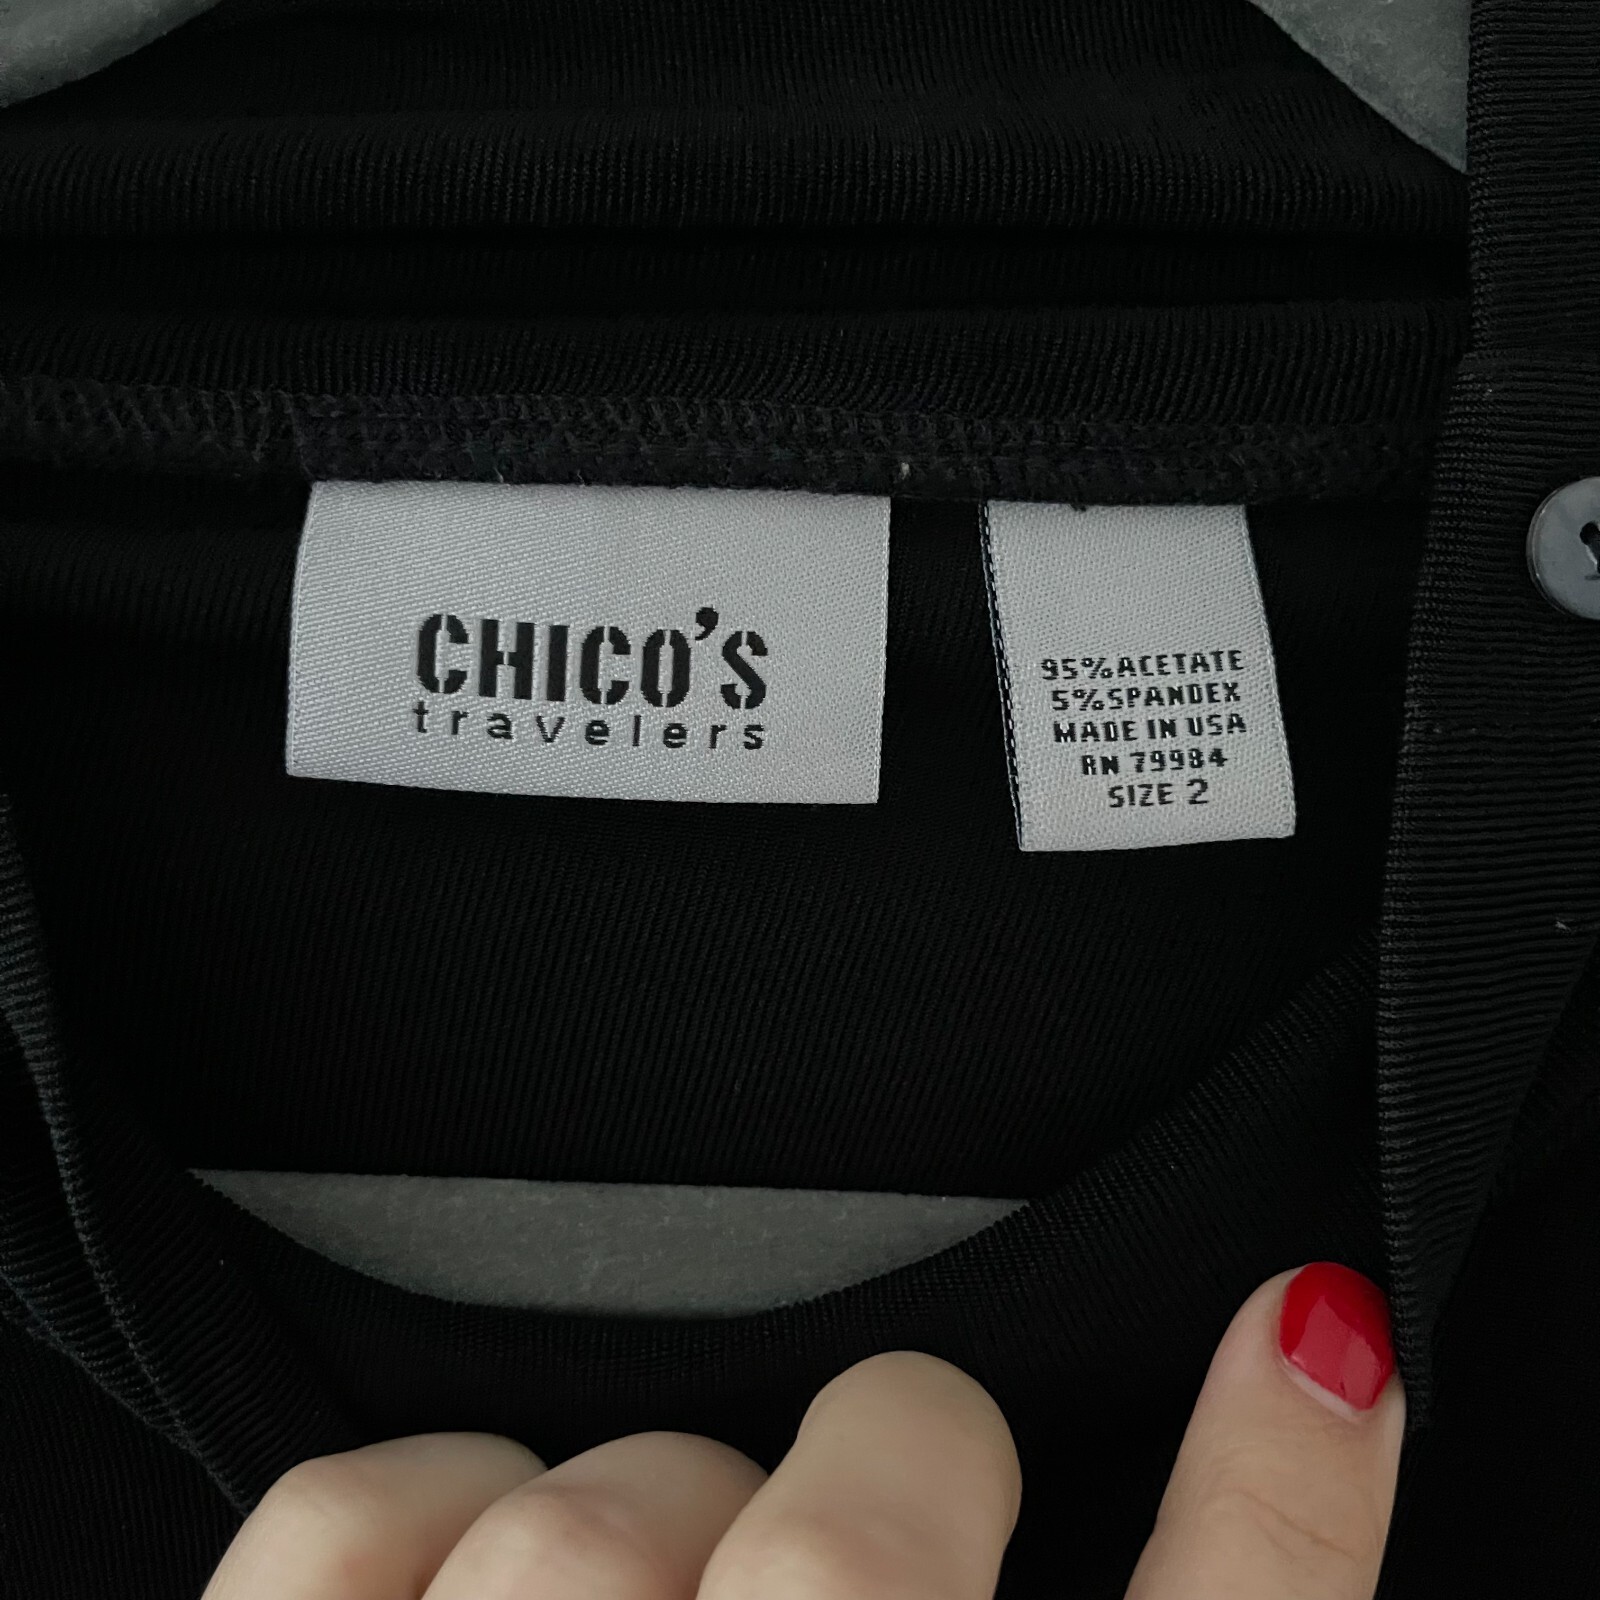 CHICO'S
travelers
95% ACETATE
5% SPANDEX
MADE IN USA
RN 79984
SIZE 2